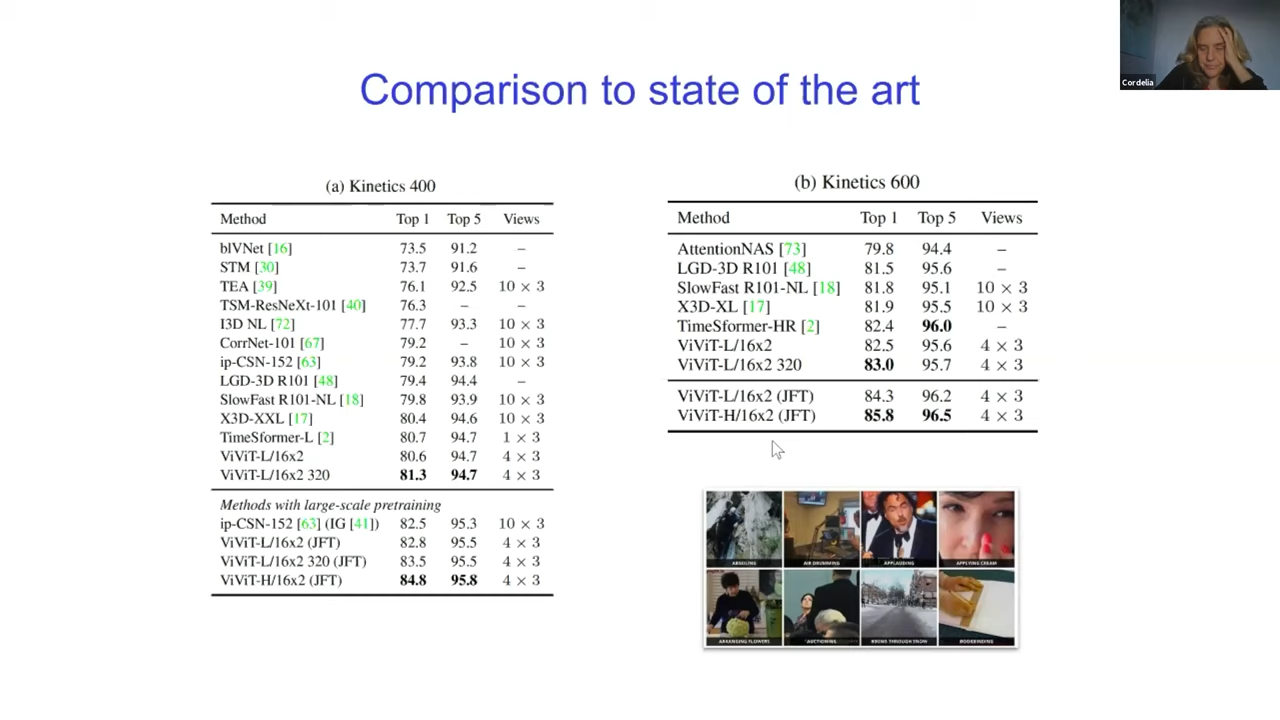 Cordelia
Comparison to state of the art
(a) Kinetics 400
Method Top 1 Top 5 Views
bIVNet [16] 73.5 91.2 –
STM [30] 73.7 91.6 –
TEA [39] 76.1 92.5 10 × 3
TSM-ResNeXt-101 [40] 76.3 – –
I3D NL [72] 77.7 93.3 10 × 3
CorrNet-101 [67] 79.2 – 10 × 3
ip-CSN-152 [63] 79.2 93.8 10 × 3
LGD-3D R101 [48] 79.4 94.4 –
SlowFast R101-NL [18] 79.8 93.9 10 × 3
X3D-XXL [17] 80.4 94.6 10 × 3
TimeSformer-L [2] 80.7 94.7 1 × 3
ViViT-L/16x2 80.6 94.7 4 × 3
ViViT-L/16x2 320 81.3 94.7 4 × 3
Methods with large-scale pretraining
ip-CSN-152 [63] (IG [41]) 82.5 95.3 10 × 3
ViViT-L/16x2 (JFT) 82.8 95.5 4 × 3
ViViT-L/16x2 320 (JFT) 83.5 95.5 4 × 3
ViViT-H/16x2 (JFT) 84.8 95.8 4 × 3
(b) Kinetics 600
Method Top 1 Top 5 Views
AttentionNAS [73] 79.8 94.4 –
LGD-3D R101 [48] 81.5 95.6 –
SlowFast R101-NL [18] 81.8 95.1 10 × 3
X3D-XL [17] 81.9 95.5 10 × 3
TimeSformer-HR [2] 82.4 96.0 –
ViViT-L/16x2 82.5 95.6 4 × 3
ViViT-L/16x2 320 83.0 95.7 4 × 3
ViViT-L/16x2 (JFT) 84.3 96.2 4 × 3
ViViT-H/16x2 (JFT) 85.8 96.5 4 × 3
ABSEILING AIR DRUMMING APPLAUDING APPLYING CREAM
ARRANGING FLOWERS AUCTIONING BIKING THROUGH SNOW BOOKBINDING